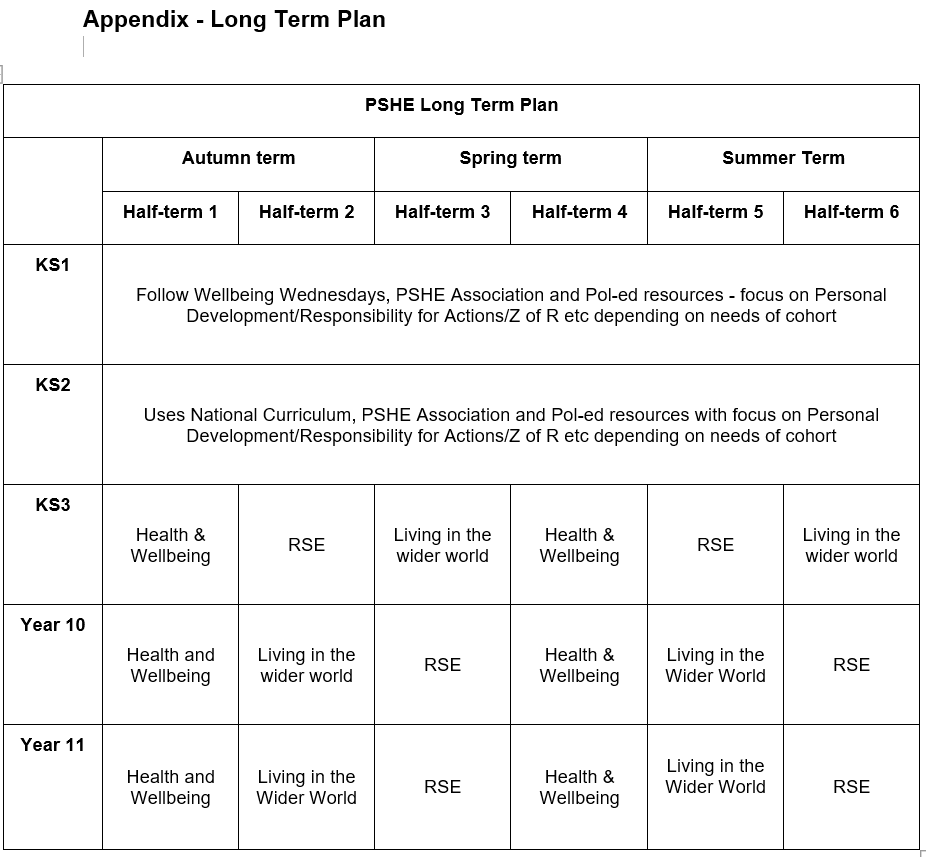 Appendix - Long Term Plan
PSHE Long Term Plan
Autumn term
Spring term
Summer Term
Half-term 1
Half-term 2
Half-term 3
Half-term 4
Half-term 5
Half-term 6
KS1
Follow Wellbeing Wednesdays, PSHE Association and Pol-ed resources - focus on Personal
Development/Responsibility for Actions/Z of R etc depending on needs of cohort
KS2
Uses National Curriculum, PSHE Association and Pol-ed resources with focus on Personal
Development/Responsibility for Actions/Z of R etc depending on needs of cohort
KS3
Health &
Wellbeing
RSE
Living in the
wider world
Health &
Wellbeing
RSE
Living in the
wider world
Year 10
Health and
Wellbeing
Living in the
wider world
RSE
Health &
Wellbeing
Living in the
Wider World
RSE
Year 11
Health and
Wellbeing
Living in the
Wider World
RSE
Health &
Wellbeing
Living in the
Wider World
RSE